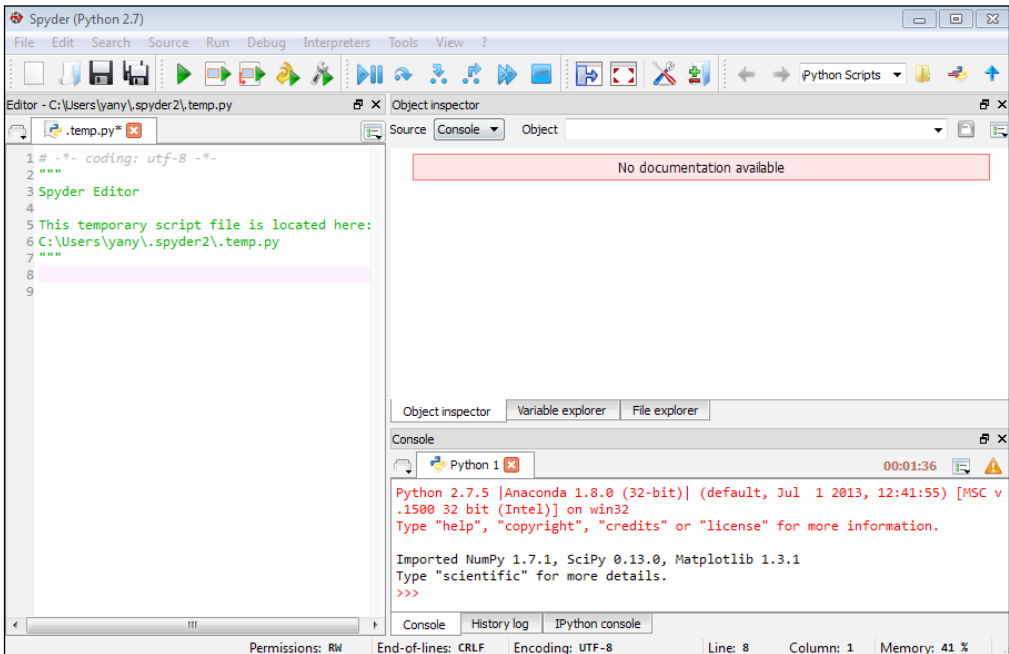 Spyder (Python 2.7)
File Edit Search Source Run Debug Interpreters Tools View ?
Python Scripts
Editor - C:\Users\yany\.spyder2\.temp.py
.temp.py*
1 # -*- coding: utf-8 -*-
2 """
3 Spyder Editor
4
5 This temporary script file is located here:
6 C:\Users\yany\.spyder2\.temp.py
7 """
8
9
Object inspector
Source Console Object
No documentation available
Object inspector Variable explorer File explorer
Console
Python 1 00:01:36
Python 2.7.5 |Anaconda 1.8.0 (32-bit)| (default, Jul  1 2013, 12:41:55) [MSC v
.1500 32 bit (Intel)] on win32
Type "help", "copyright", "credits" or "license" for more information.
Imported NumPy 1.7.1, SciPy 0.13.0, Matplotlib 1.3.1
Type "scientific" for more details.
>>>
Console History log IPython console
Permissions: RW End-of-lines: CRLF Encoding: UTF-8 Line: 8 Column: 1 Memory: 41 %